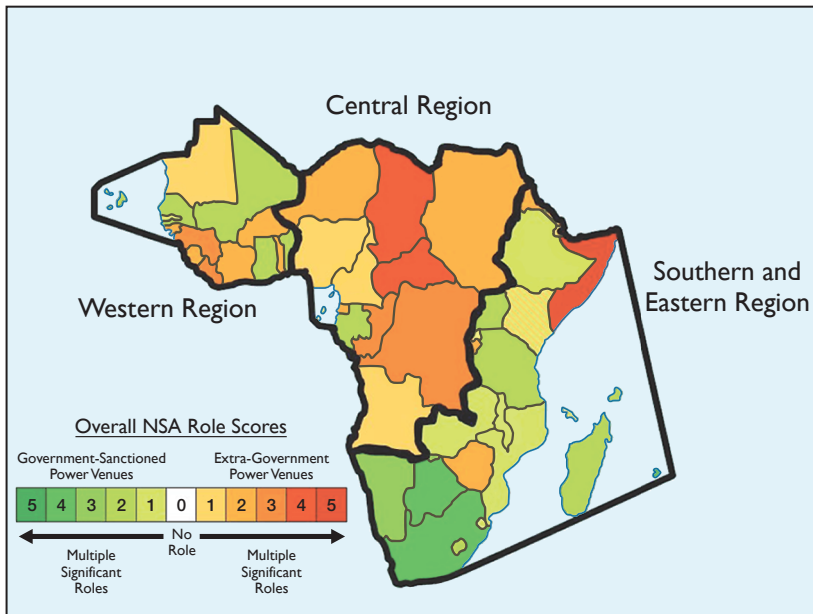 Central Region
Western Region
Southern and
Eastern Region
Overall NSA Role Scores
Government-Sanctioned
Power Venues
Extra-Government
Power Venues
5 4 3 2 1 0 1 2 3 4 5
No
Role
Multiple
Significant
Roles
Multiple
Significant
Roles